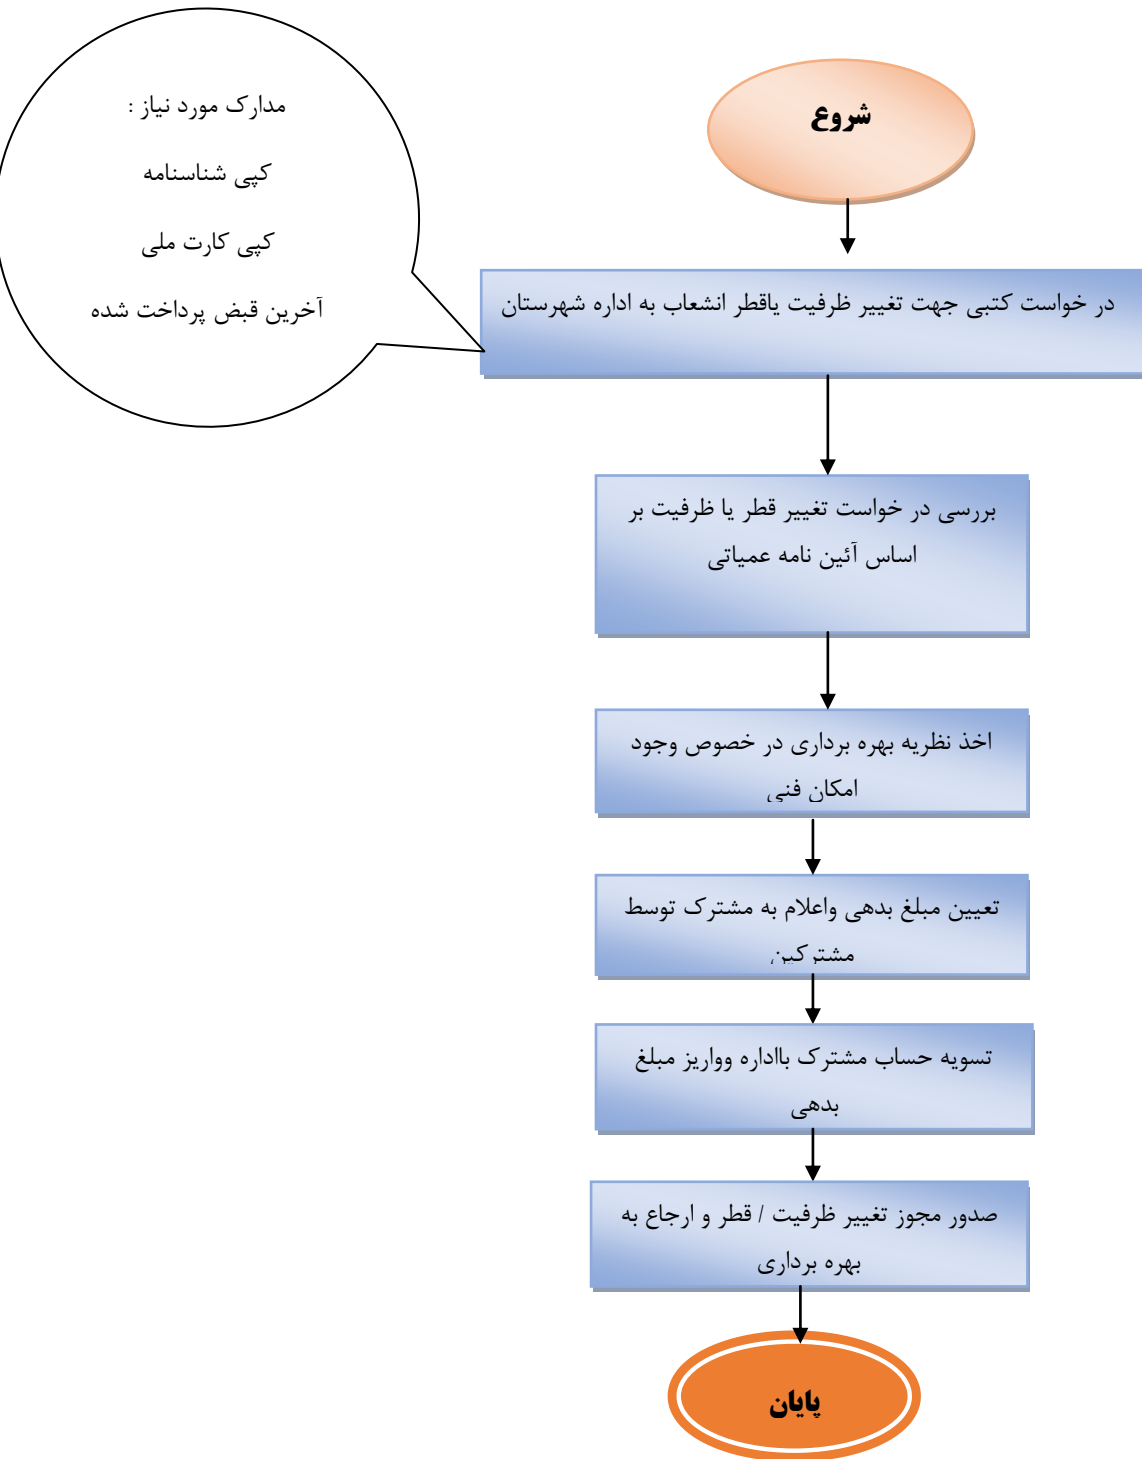 مدارک مورد نیاز :
کپی شناسنامه
کپی کارت ملی
آخرین قبض پرداخت شده
شروع
در خواست کتبی جهت تغییر ظرفیت یاقطر انشعاب به اداره شهرستان
بررسی در خواست تغییر قطر یا ظرفیت بر
اساس آئین نامه عمیاتی
اخذ نظریه بهره برداری در خصوص وجود
امکان فنی
تعیین مبلغ بدهی واعلام به مشترک توسط
مشترکین
تسویه حساب مشترک بااداره وواریز مبلغ
بدهی
صدور مجوز تغییر ظرفیت / قطر و ارجاع به
بهره برداری
پایان